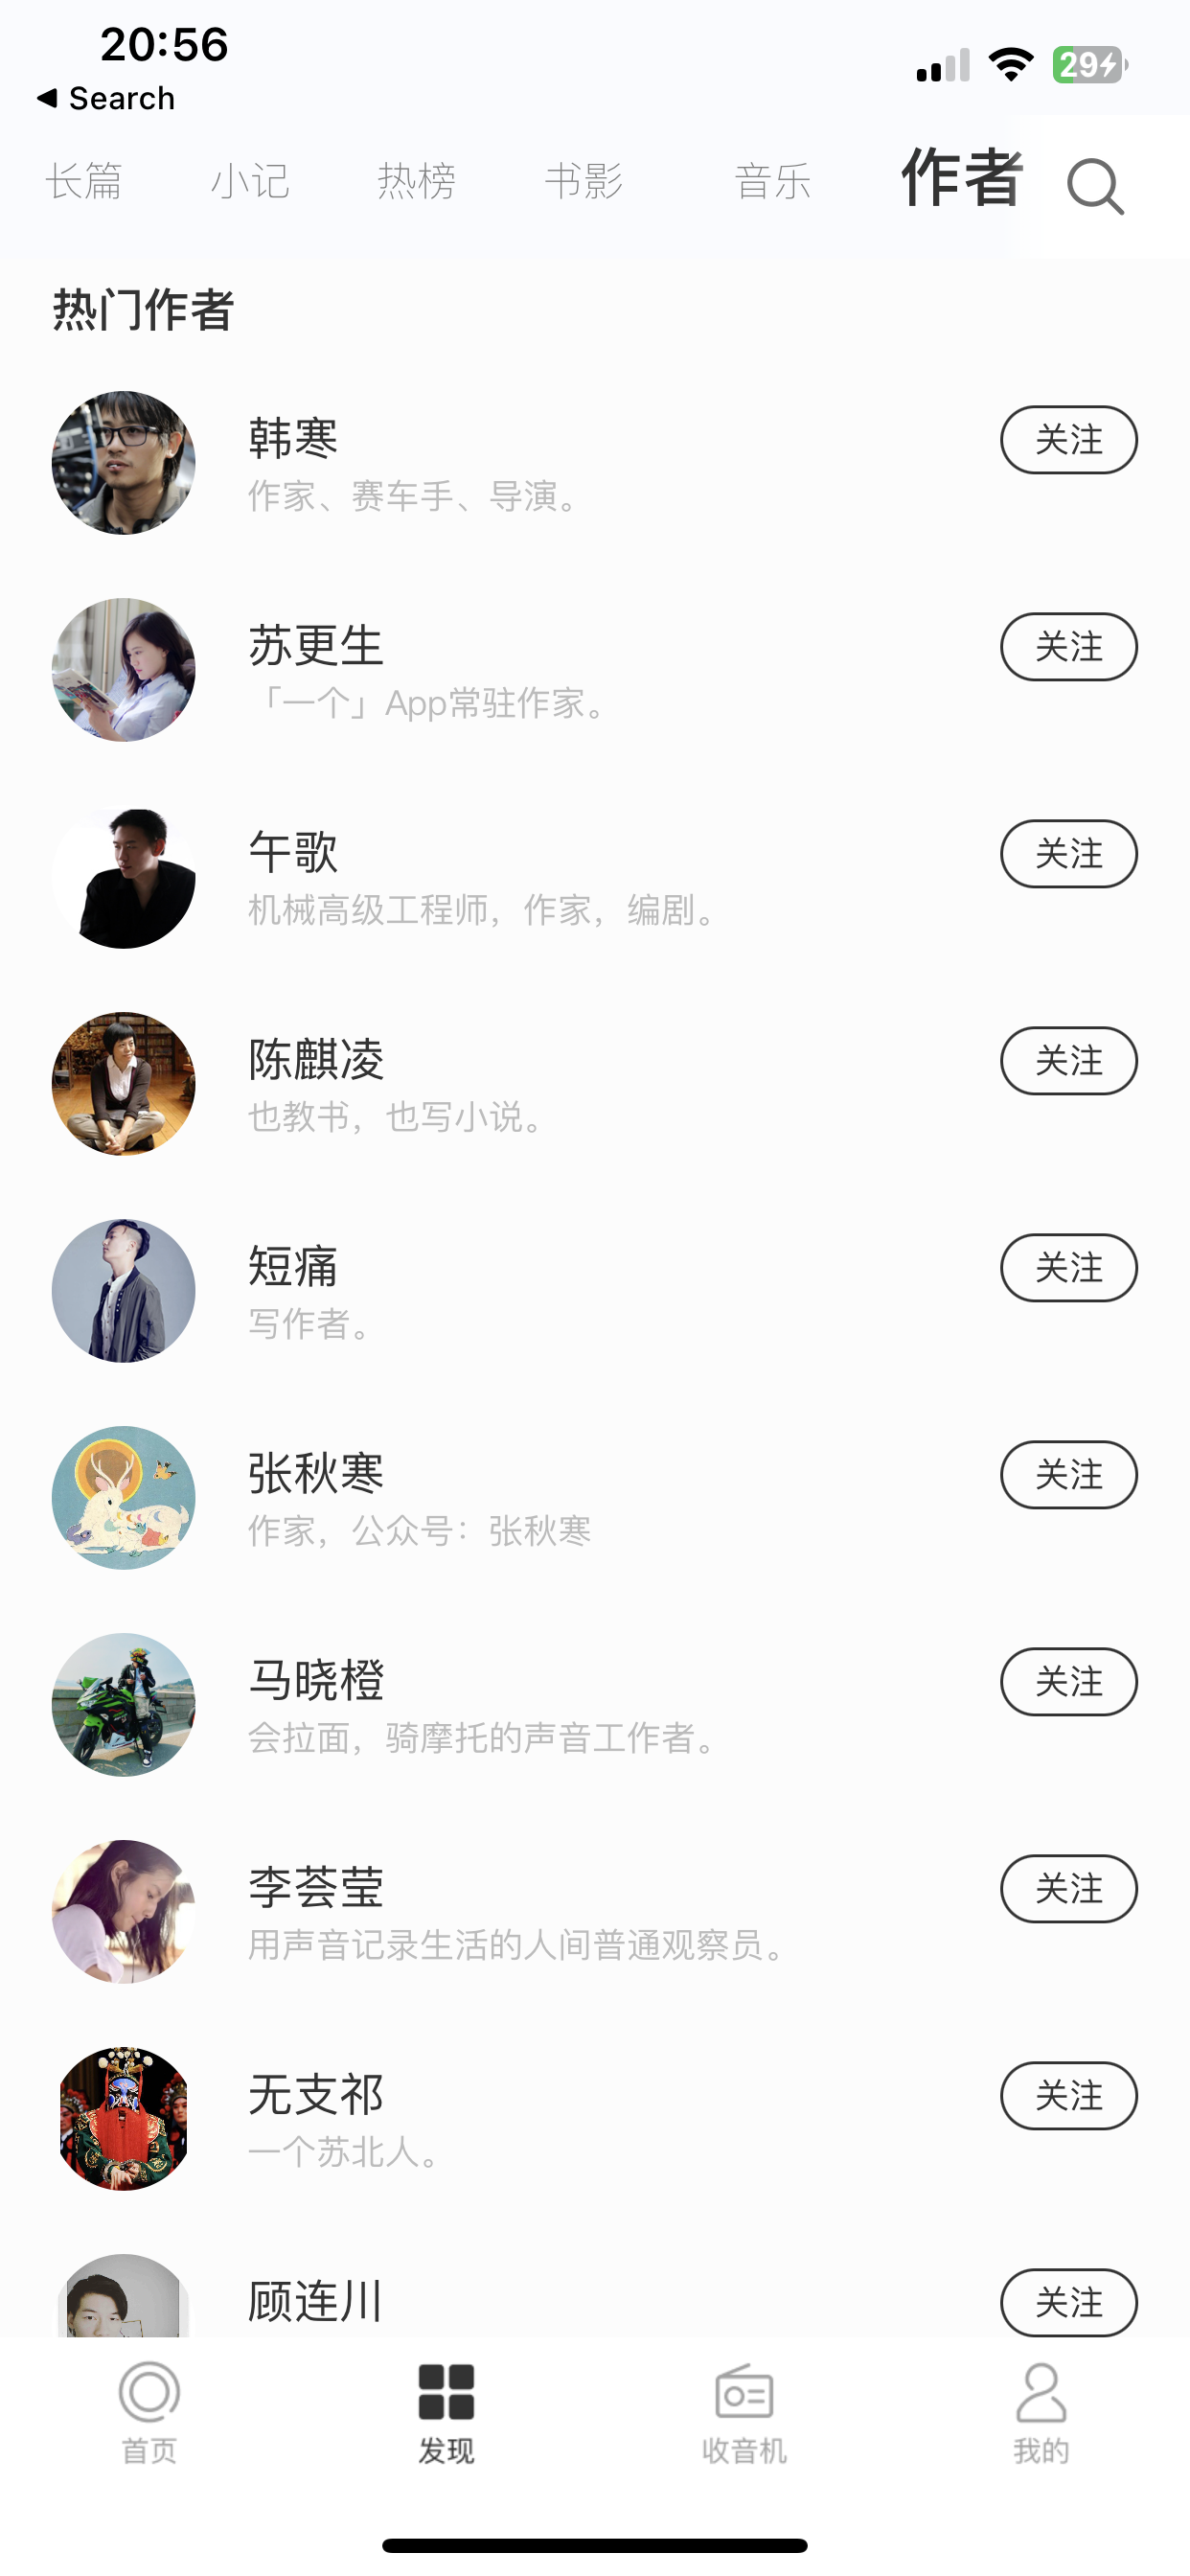 20:56
29
◀ Search
长篇 小记 热榜 书影 音乐 作者
热门作者
韩寒
关注
作家、赛车手、导演。
苏更生
关注
「一个」App常驻作家。
午歌
关注
机械高级工程师，作家，编剧。
陈麒凌
关注
也教书，也写小说。
短痛
关注
写作者。
张秋寒
关注
作家，公众号：张秋寒
马晓橙
关注
会拉面，骑摩托的声音工作者。
李荟莹
关注
用声音记录生活的人间普通观察员。
无支祁
关注
一个苏北人。
顾连川
关注
首页 发现 收音机 我的